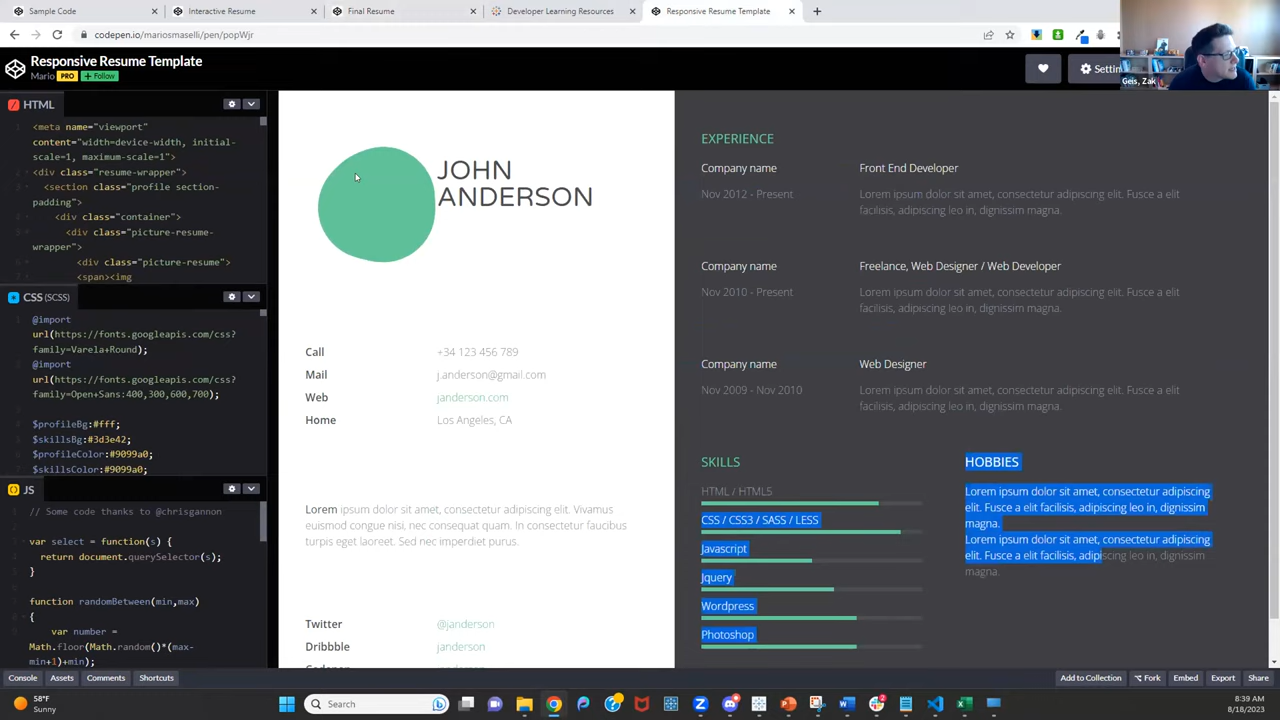 Sample Code
Interactive Resume
Final Resume
Developer Learning Resources
Responsive Resume Template
codepen.io/mariosmaselli/pen/popWjr
Responsive Resume Template
Mario PRO + Follow
Geis, Zak
HTML
1 <meta name="viewport"
content="width=device-width, initial-
scale=1, maximum-scale=1">
<div class="resume-wrapper">
<section class="profile section-
padding">
<div class="container">
<div class="picture-resume-
wrapper">
<div class="picture-resume">
<span><img
CSS (SCSS)
1 @import
url(https://fonts.googleapis.com/css?
family=Varela+Round);
@import
url(https://fonts.googleapis.com/css?
family=Open+Sans:400,300,600,700);
$profileBg:#fff;
$skillsBg:#3d3e42;
$profileColor:#9099a0;
$skillsColor:#9099a0;
JS
// Some code thanks to @chrisgannon
var select = function(s) {
return document.querySelector(s);
}
function randomBetween(min,max)
{
var number =
Math.floor(Math.random()*(max-
min+1)+min);
JOHN
ANDERSON
Call +34 123 456 789
Mail j.anderson@gmail.com
Web janderson.com
Home Los Angeles, CA
Lorem ipsum dolor sit amet, consectetur adipiscing elit. Vivamus
euismod congue nisi, nec consequat quam. In consectetur faucibus
turpis eget laoreet. Sed nec imperdiet purus.
Twitter @janderson
Dribbble janderson
EXPERIENCE
Company name Front End Developer
Nov 2012 - Present Lorem ipsum dolor sit amet, consectetur adipiscing elit. Fusce a elit
facilisis, adipiscing leo in, dignissim magna.
Company name Freelance, Web Designer / Web Developer
Nov 2010 - Present Lorem ipsum dolor sit amet, consectetur adipiscing elit. Fusce a elit
facilisis, adipiscing leo in, dignissim magna.
Company name Web Designer
Nov 2009 - Nov 2010 Lorem ipsum dolor sit amet, consectetur adipiscing elit. Fusce a elit
facilisis, adipiscing leo in, dignissim magna.
SKILLS
HTML / HTML5
CSS / CSS3 / SASS / LESS
Javascript
Jquery
Wordpress
Photoshop
HOBBIES
Lorem ipsum dolor sit amet, consectetur adipiscing
elit. Fusce a elit facilisis, adipiscing leo in, dignissim
magna.
Lorem ipsum dolor sit amet, consectetur adipiscing
elit. Fusce a elit facilisis, adipiscing leo in, dignissim
magna.
Console Assets Comments Shortcuts
Add to Collection Fork Embed Export Share
58°F
Sunny
Search
8:39 AM
8/18/2023